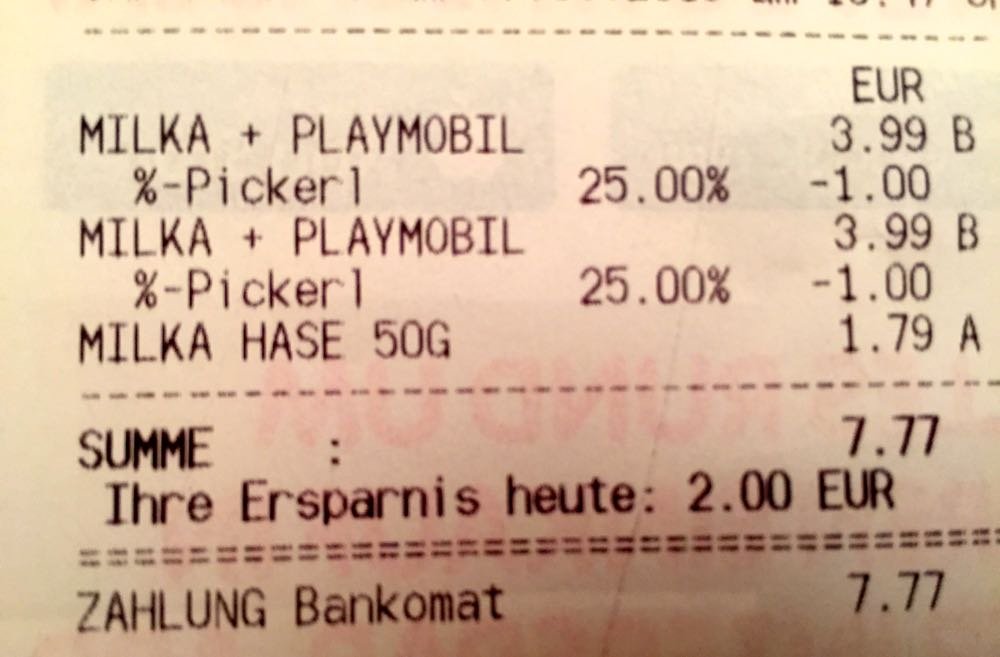 EUR
MILKA + PLAYMOBIL 3.99 B
%-Pickerl 25.00% -1.00
MILKA + PLAYMOBIL 3.99 B
%-Pickerl 25.00% -1.00
MILKA HASE 50G 1.79 A
SUMME : 7.77
Ihre Ersparnis heute: 2.00 EUR
ZAHLUNG Bankomat 7.77